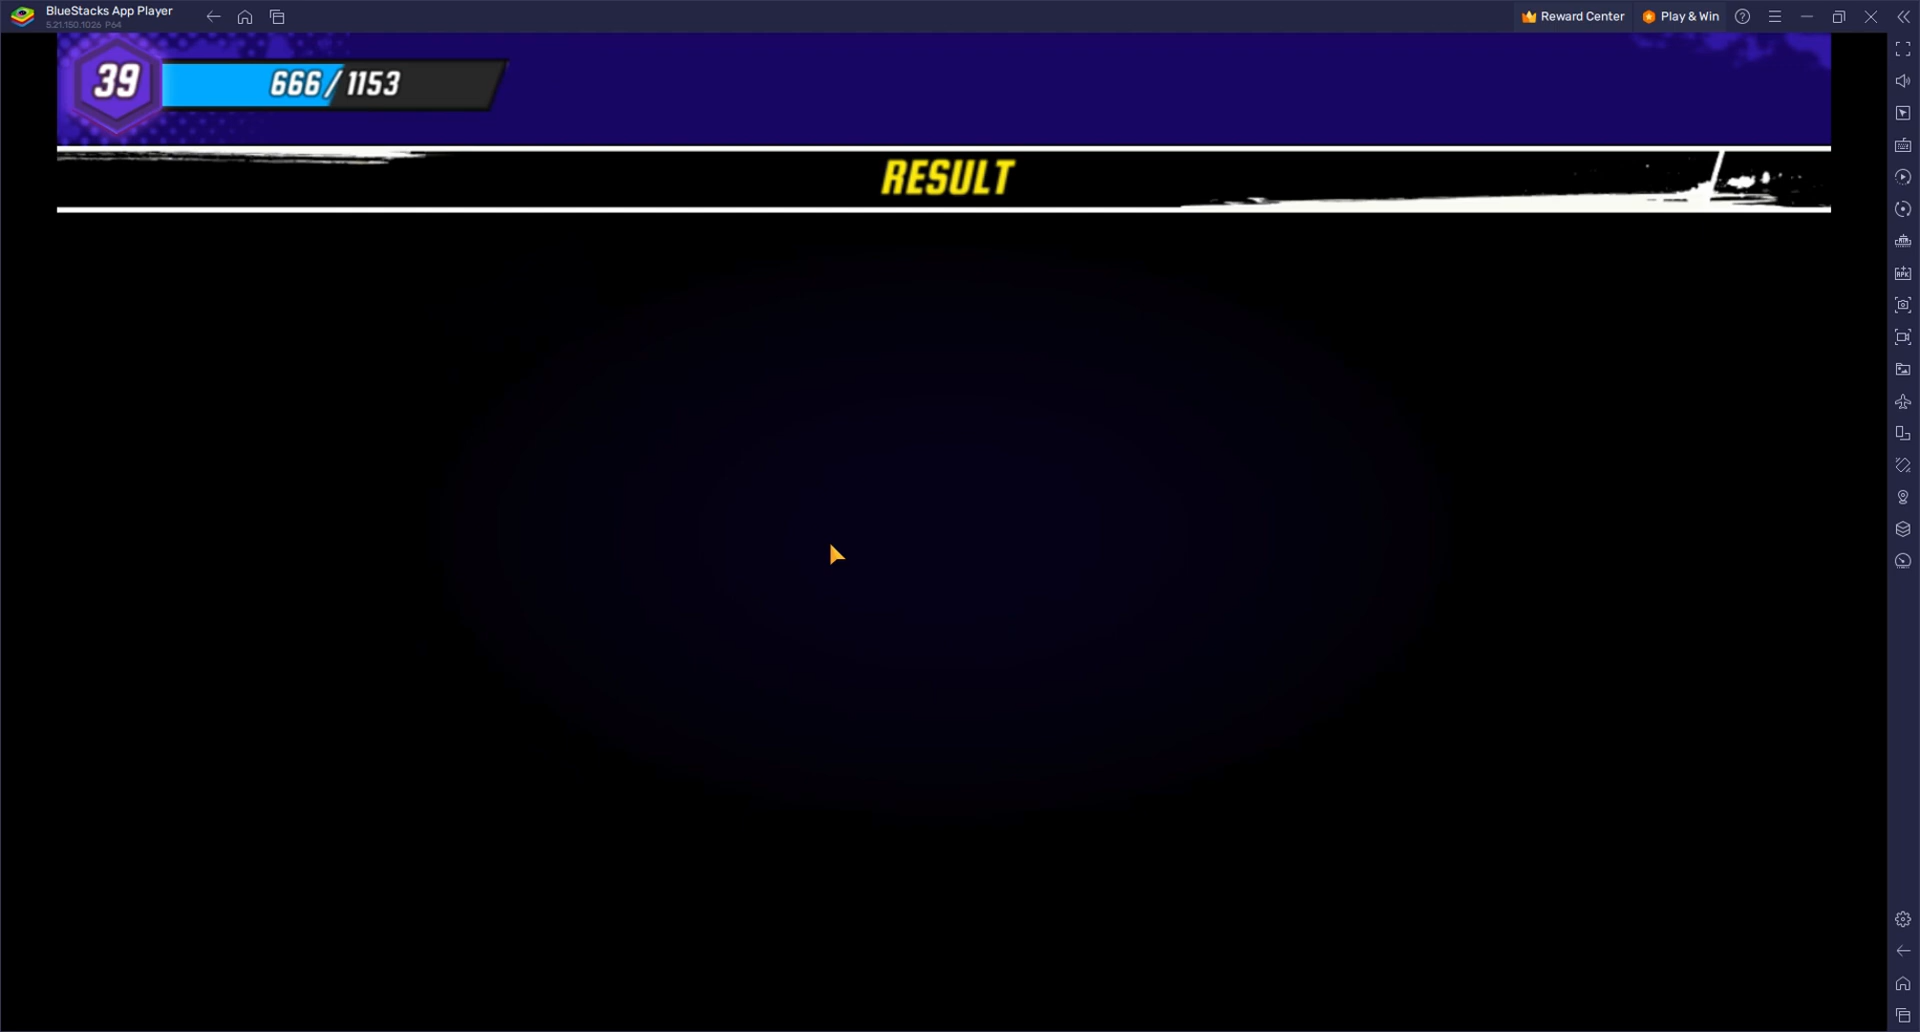 BlueStacks App Player
5.21.150.1026 P64
Reward Center
Play & Win
39
666/1153
RESULT